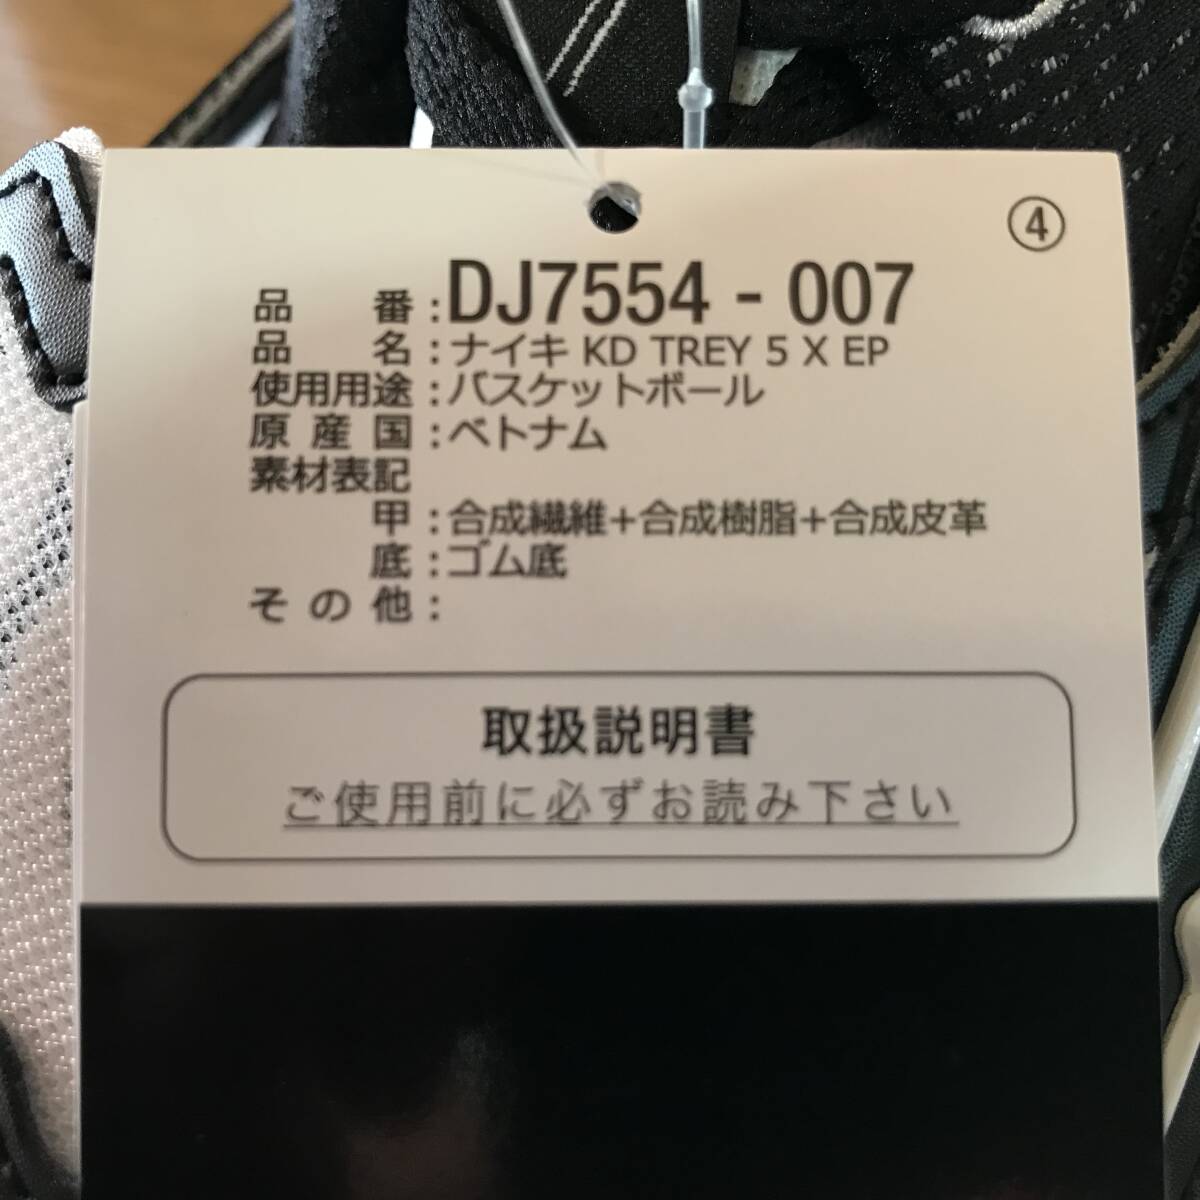 ④
品番:DJ7554-007
品名:ナイキ KD TREY 5 X EP
使用用途:バスケットボール
原産国:ベトナム
素材表記
甲:合成繊維+合成樹脂+合成皮革
底:ゴム底
その他:
取扱説明書
ご使用前に必ずお読み下さい